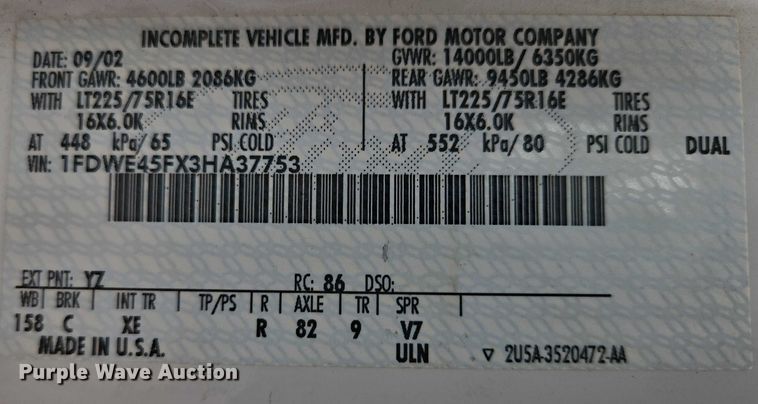 INCOMPLETE VEHICLE MFD. BY FORD MOTOR COMPANY
DATE: 09/02 GVWR: 14000LB/ 6350KG
FRONT GAWR: 4600LB 2086KG REAR GAWR: 9450LB 4286KG
WITH LT225/75R16E TIRES WITH LT225/75R16E TIRES
16X6.0K RIMS 16X6.0K RIMS
AT 448 kPa/65 PSI COLD AT 552 kPa/80 PSI COLD DUAL
VIN: 1FDWE45FX3HA37753
EXT PNT: YZ RC: 86 DSO:
WB BRK INT TR TP/PS R AXLE TR SPR
158 C XE R 82 9 V7
MADE IN U.S.A. ULN ▽ 2U5A-3520472-AA
Purple Wave Auction